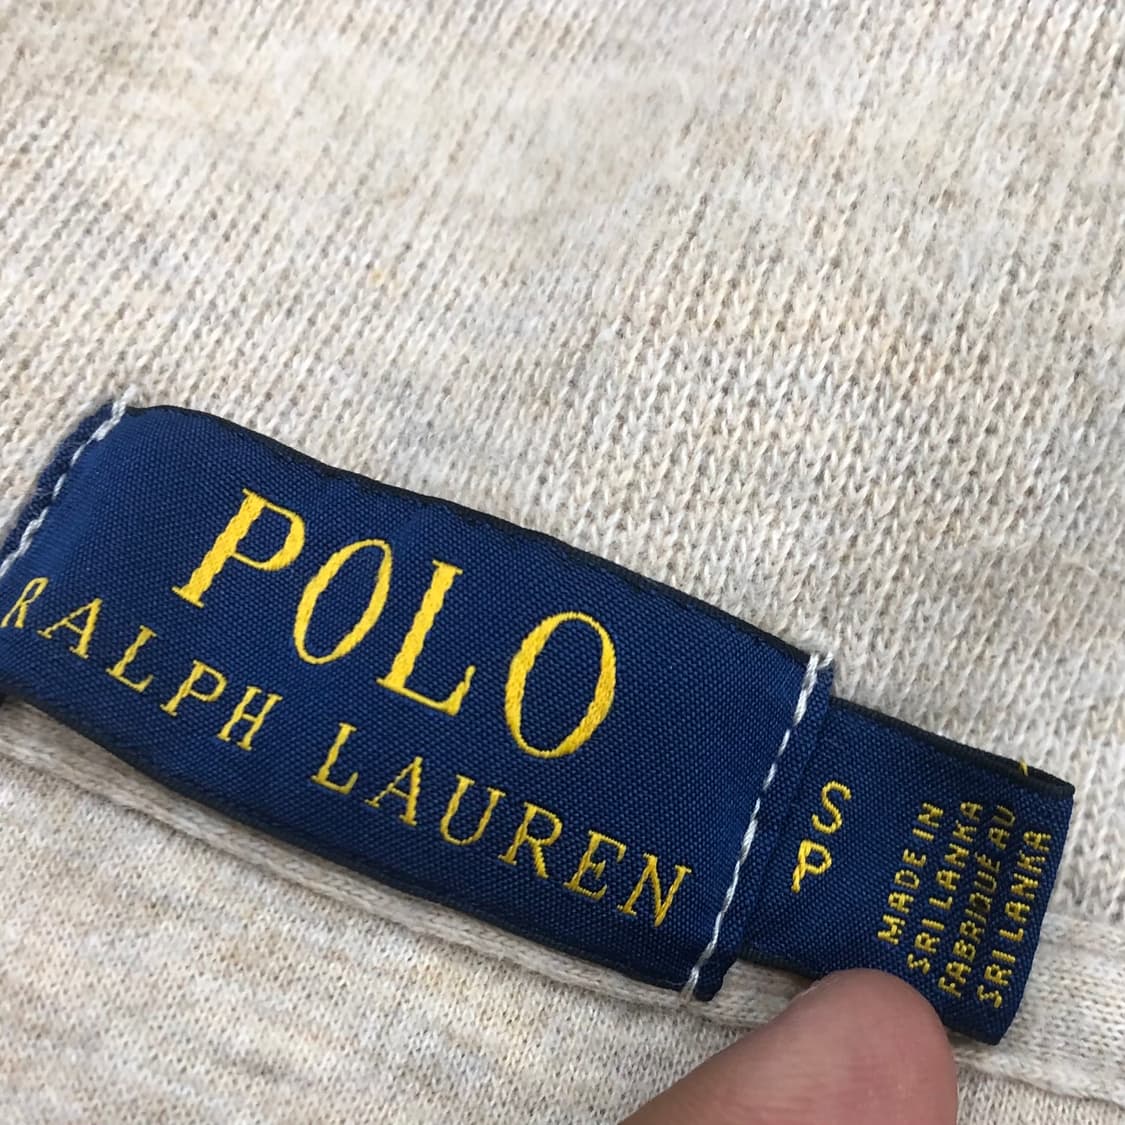 POLO
RALPH LAUREN
S
P
MADE IN
SRI LANKA
FABRIQUÉ AU
SRI LANKA